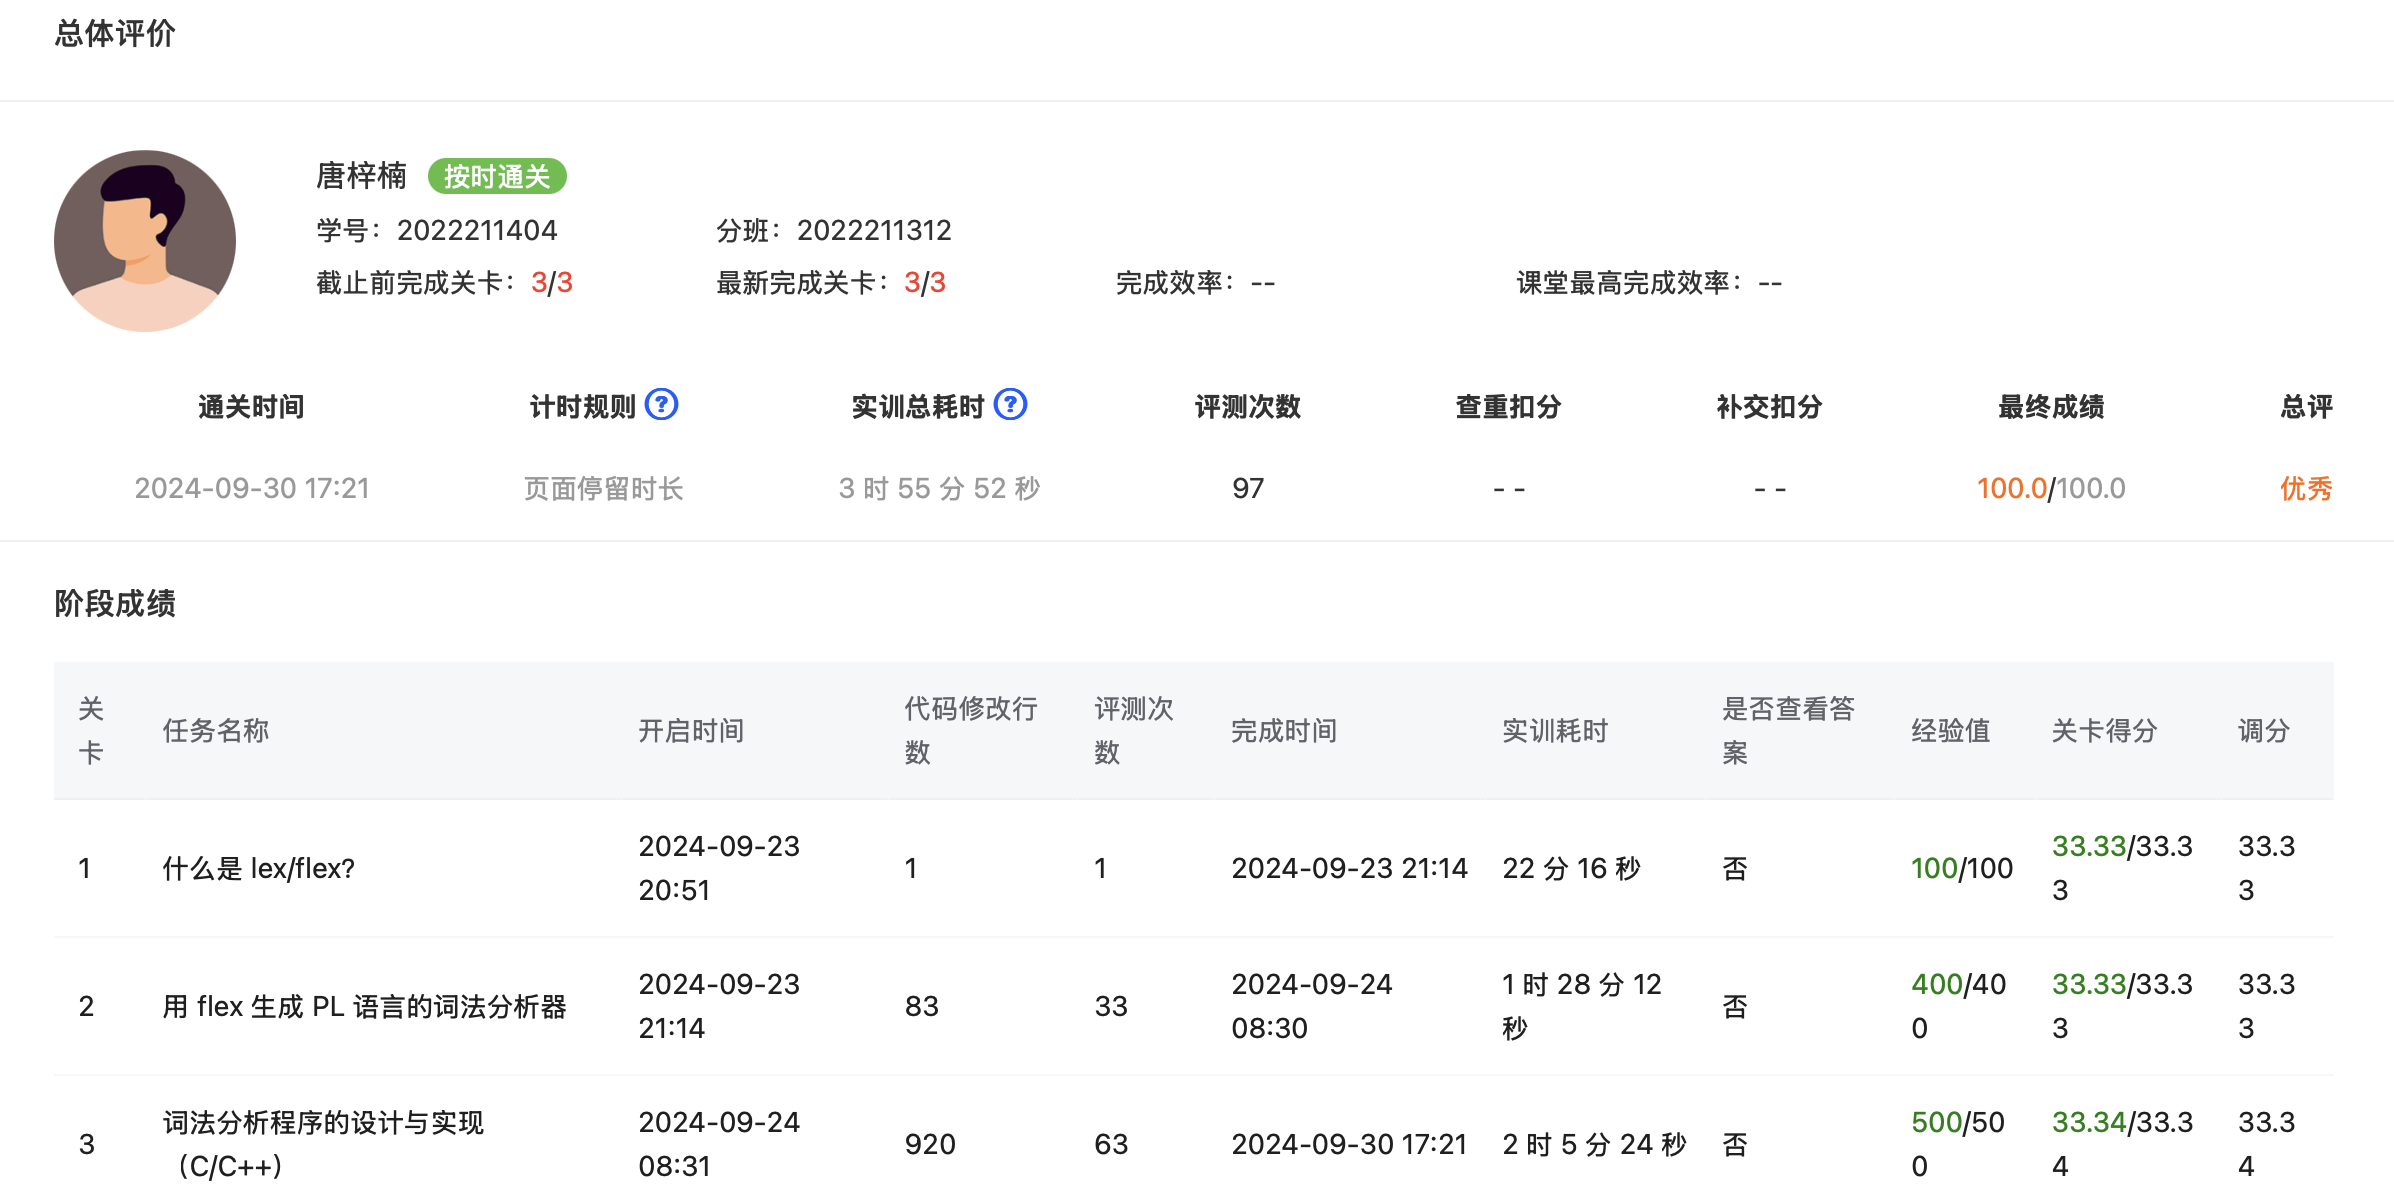 总体评价
唐梓楠 按时通关
学号：2022211404 分班：2022211312
截止前完成关卡：3/3 最新完成关卡：3/3 完成效率：-- 课堂最高完成效率：--
通关时间 计时规则 ? 实训总耗时 ? 评测次数 查重扣分 补交扣分 最终成绩 总评
2024-09-30 17:21 页面停留时长 3 时 55 分 52 秒 97 - - - - 100.0/100.0 优秀
阶段成绩
关卡 任务名称 开启时间 代码修改行数 评测次数 完成时间 实训耗时 是否查看答案 经验值 关卡得分 调分
1 什么是 lex/flex? 2024-09-23 20:51 1 1 2024-09-23 21:14 22 分 16 秒 否 100/100 33.33/33.33 33.33
2 用 flex 生成 PL 语言的词法分析器 2024-09-23 21:14 83 33 2024-09-24 08:30 1 时 28 分 12 秒 否 400/400 33.33/33.33 33.33
3 词法分析程序的设计与实现（C/C++） 2024-09-24 08:31 920 63 2024-09-30 17:21 2 时 5 分 24 秒 否 500/500 33.34/33.34 33.34